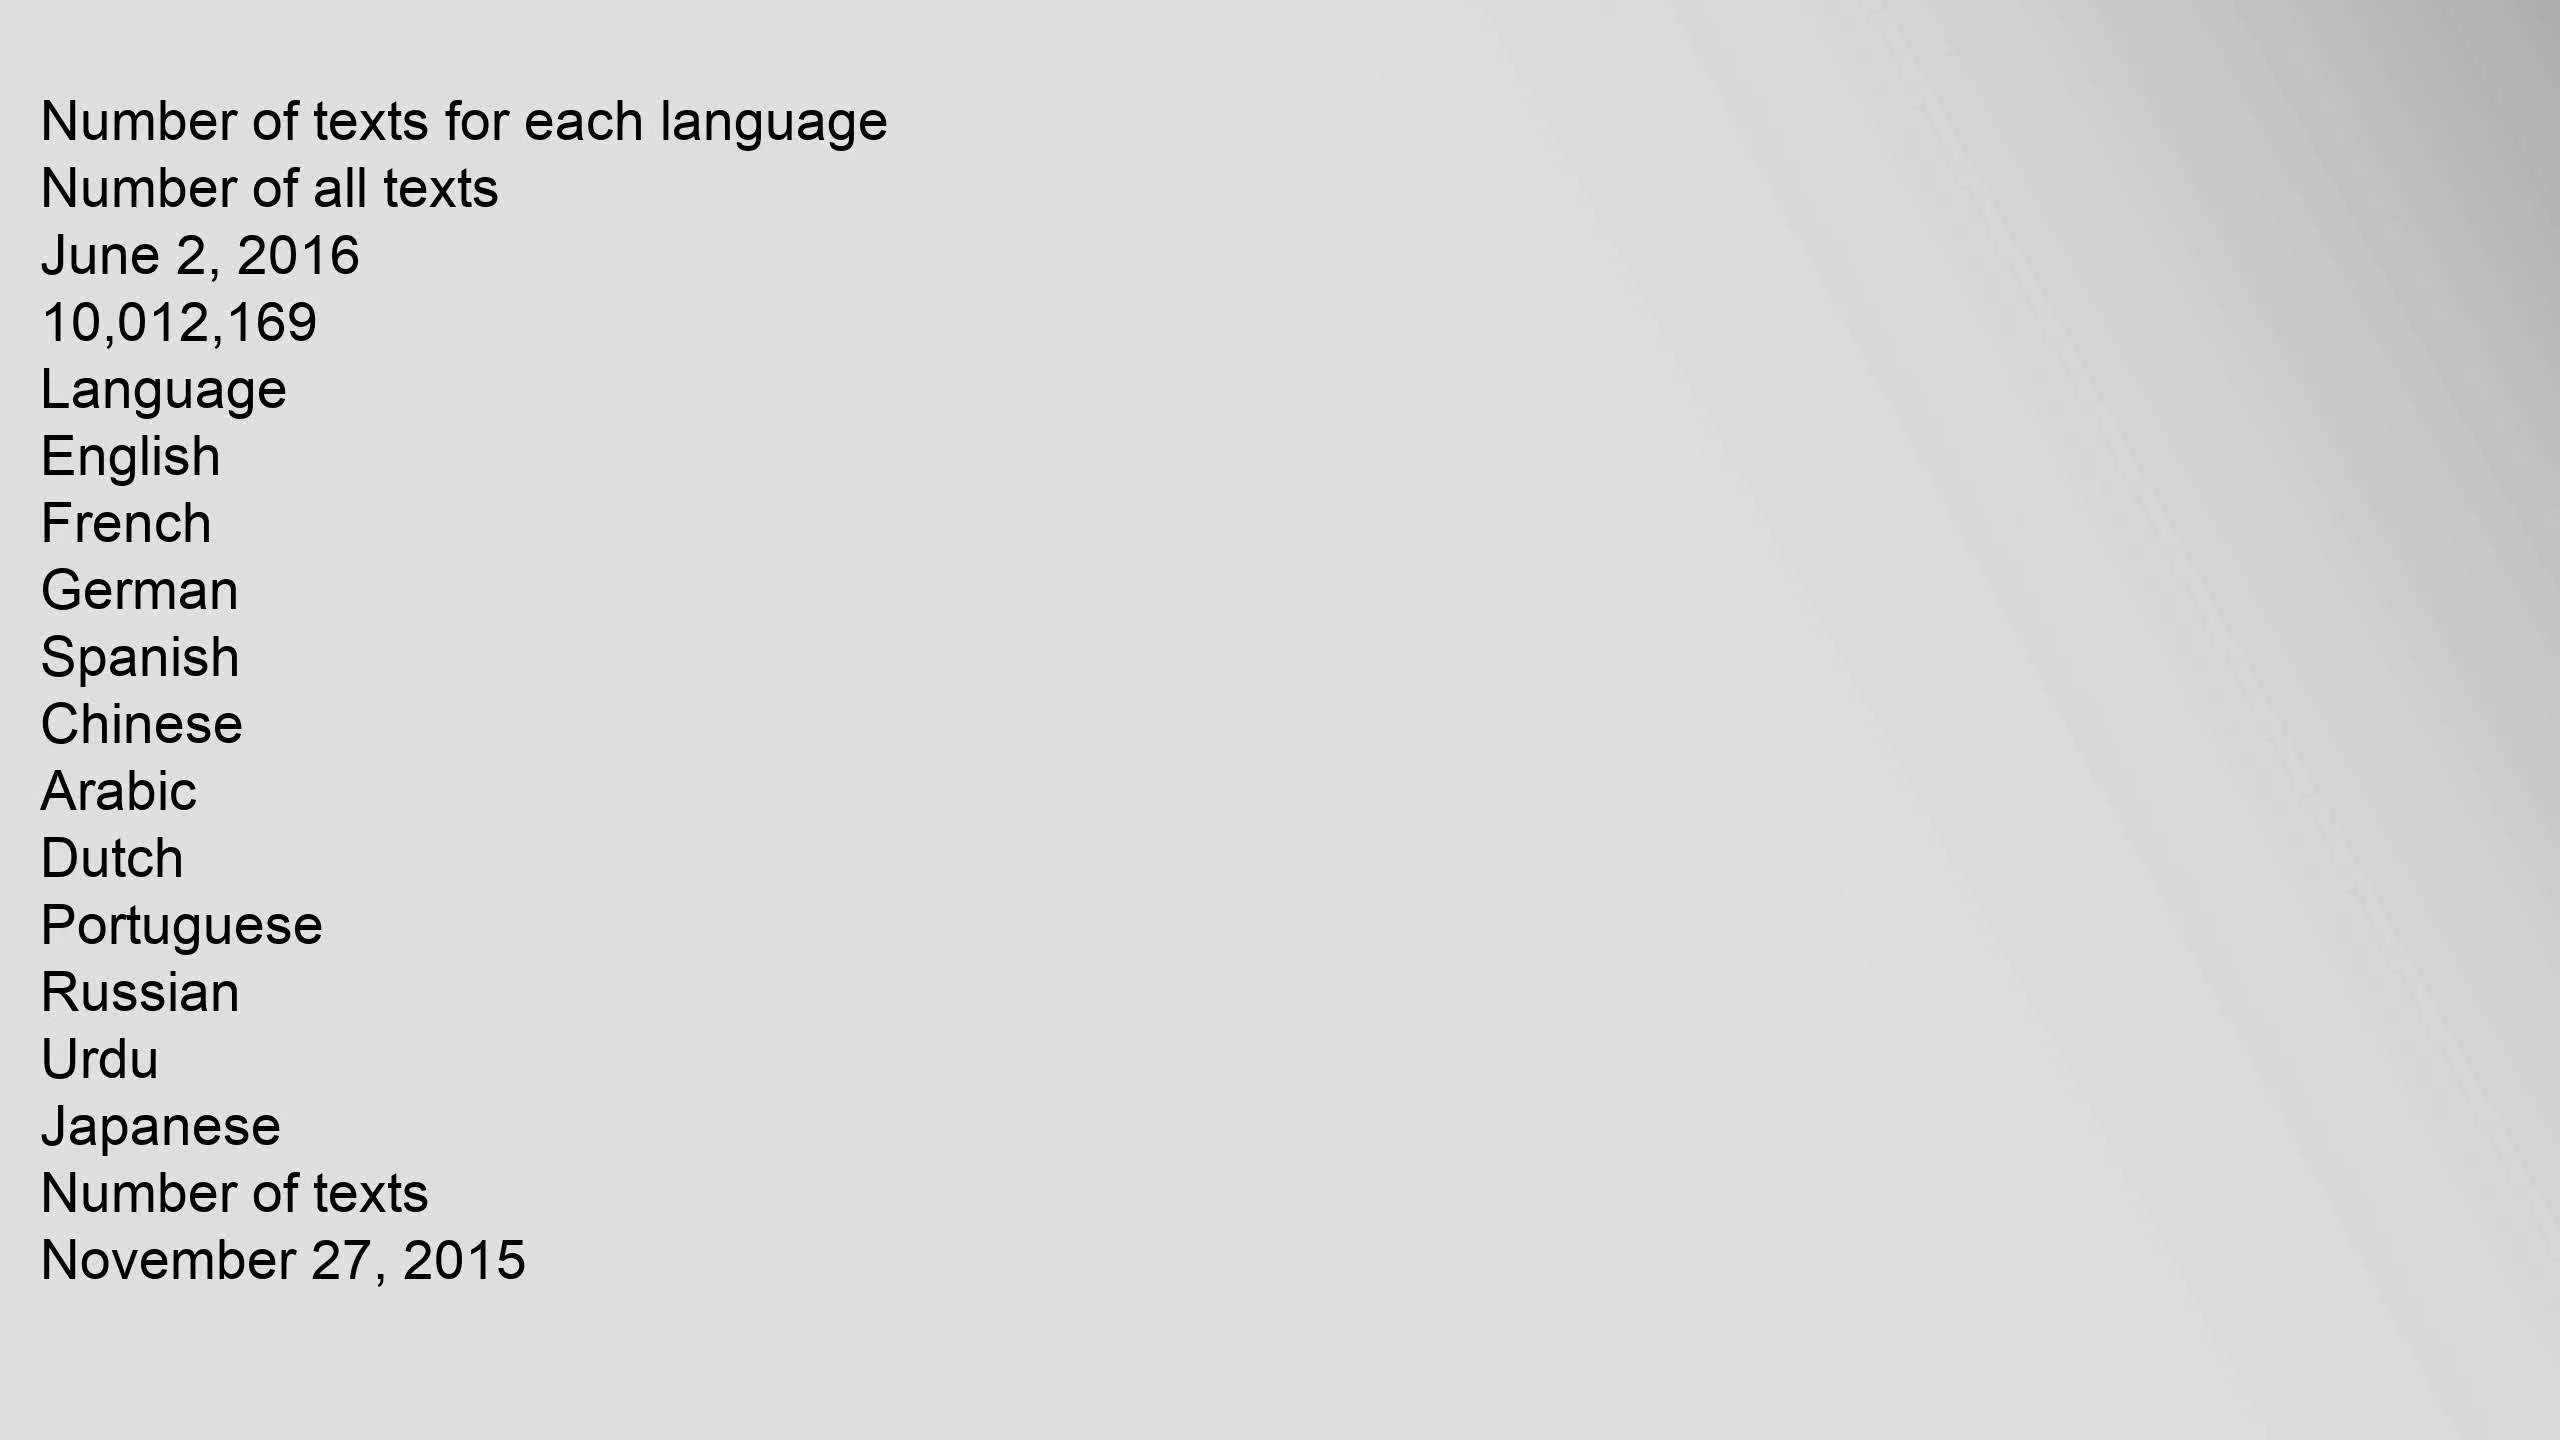 Number of texts for each language
Number of all texts
June 2, 2016
10,012,169
Language
English
French
German
Spanish
Chinese
Arabic
Dutch
Portuguese
Russian
Urdu
Japanese
Number of texts
November 27, 2015